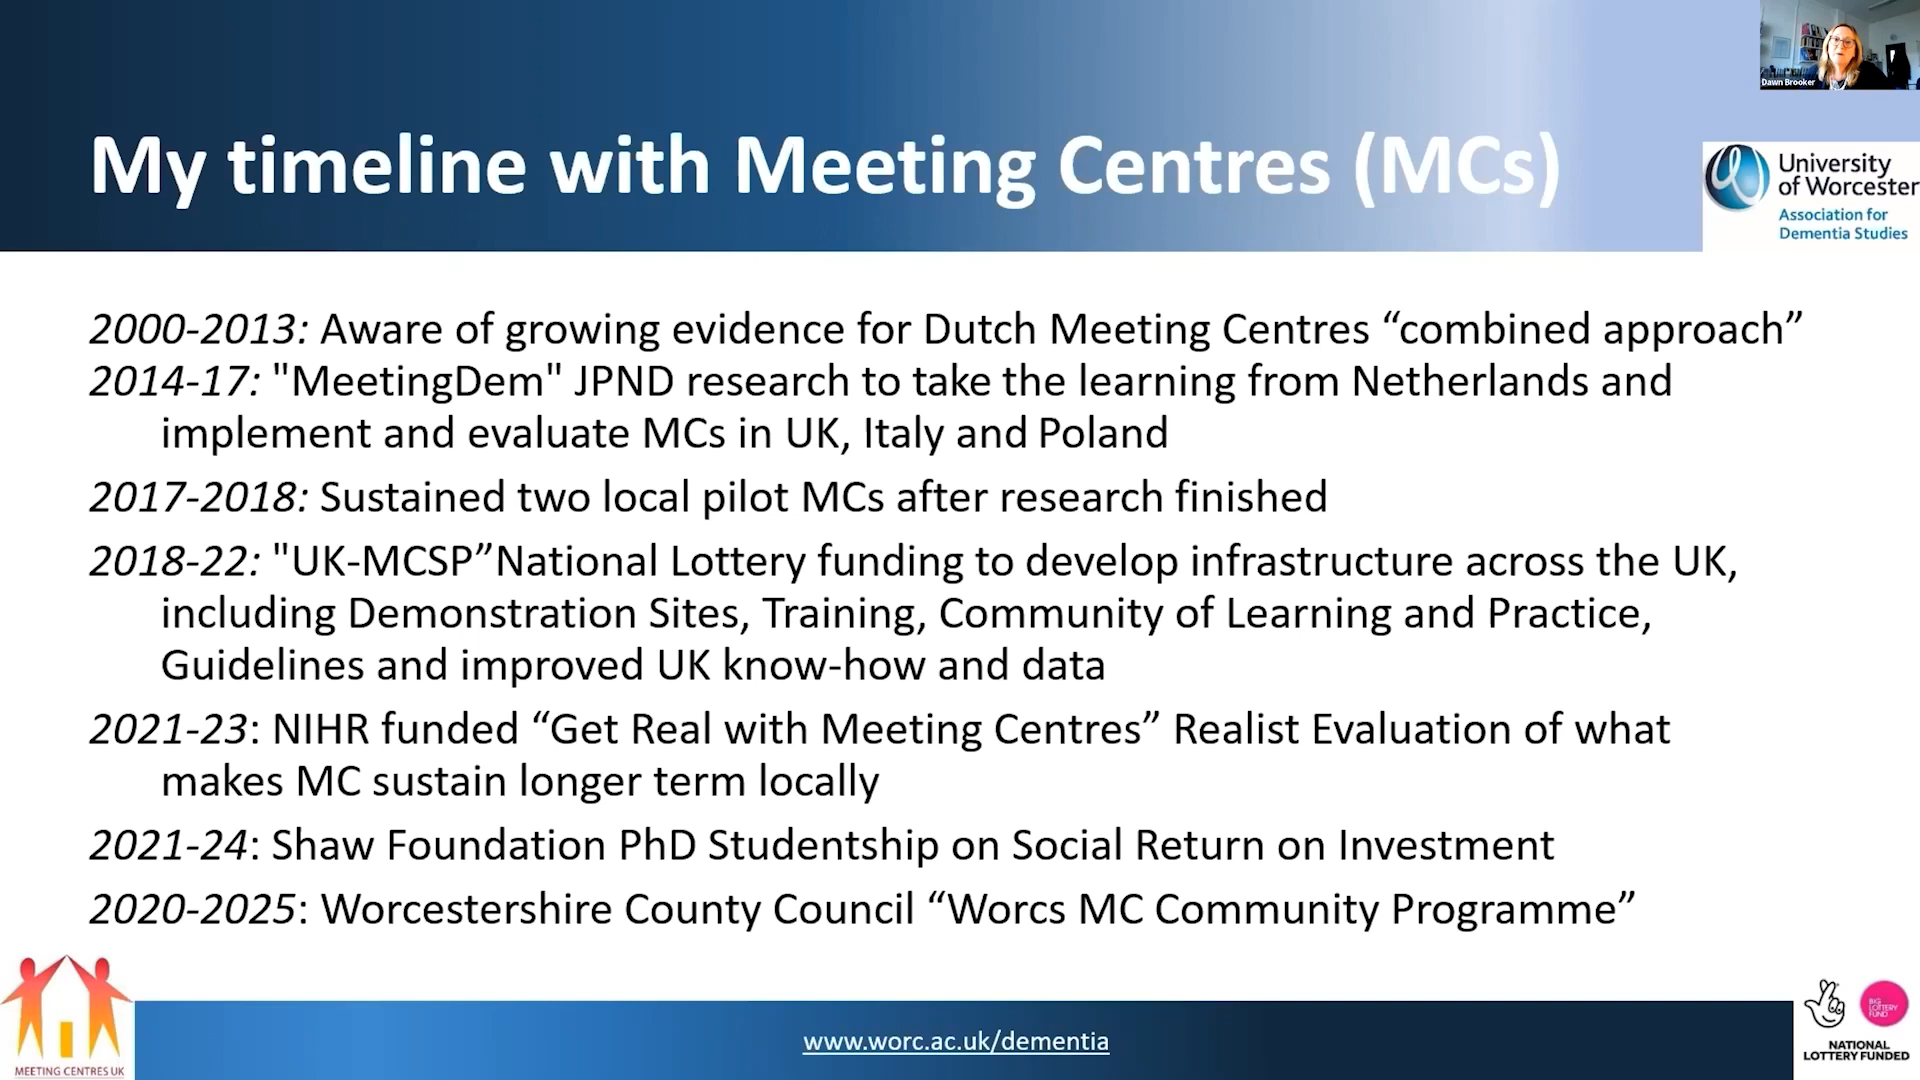 Dawn Brooker
My timeline with Meeting Centres (MCs)
University
of Worcester
Association for
Dementia Studies
2000-2013: Aware of growing evidence for Dutch Meeting Centres “combined approach”
2014-17: "MeetingDem" JPND research to take the learning from Netherlands and
implement and evaluate MCs in UK, Italy and Poland
2017-2018: Sustained two local pilot MCs after research finished
2018-22: "UK-MCSP”National Lottery funding to develop infrastructure across the UK,
including Demonstration Sites, Training, Community of Learning and Practice,
Guidelines and improved UK know-how and data
2021-23: NIHR funded “Get Real with Meeting Centres” Realist Evaluation of what
makes MC sustain longer term locally
2021-24: Shaw Foundation PhD Studentship on Social Return on Investment
2020-2025: Worcestershire County Council “Worcs MC Community Programme”
MEETING CENTRES UK
www.worc.ac.uk/dementia
BIG
LOTTERY
FUND
NATIONAL
LOTTERY FUNDED